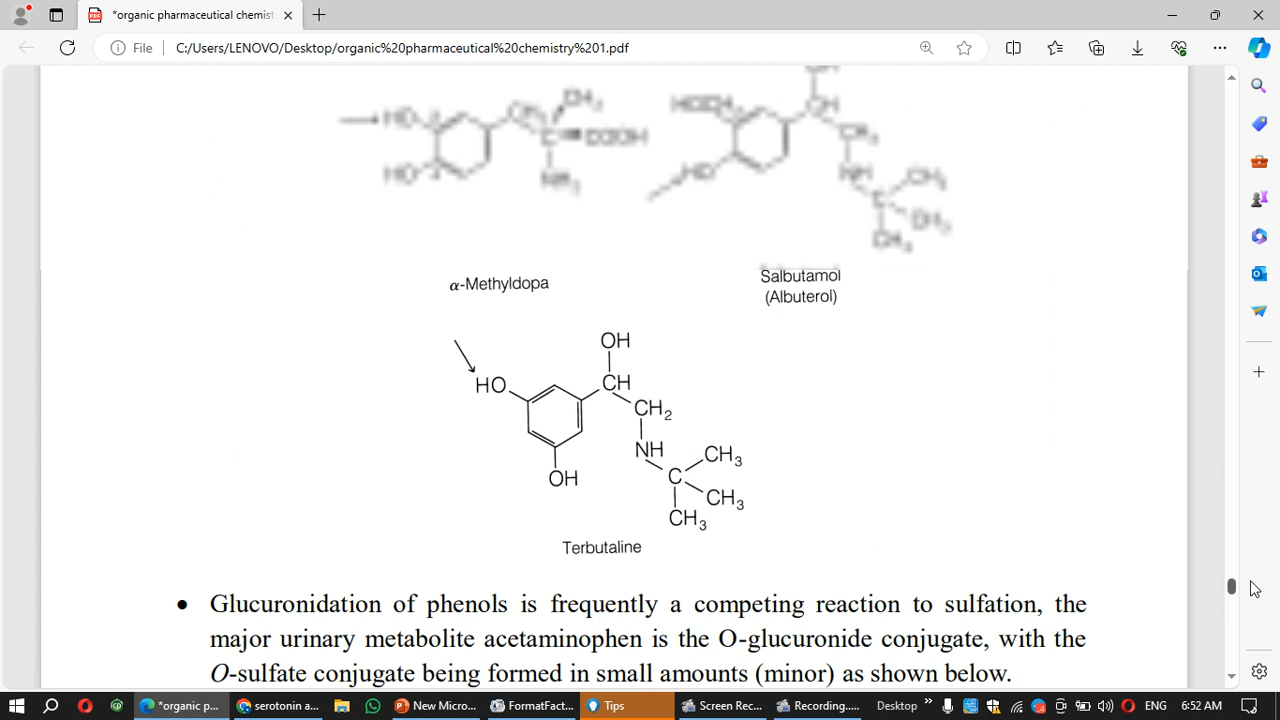 *organic pharmaceutical chemist
File C:/Users/LENOVO/Desktop/organic%20pharmaceutical%20chemistry%201.pdf
α-Methyldopa
Salbutamol
(Albuterol)
OH
HO CH
CH2
NH
CH3
OH C
CH3
CH3
Terbutaline
• Glucuronidation of phenols is frequently a competing reaction to sulfation, the
major urinary metabolite acetaminophen is the O-glucuronide conjugate, with the
O-sulfate conjugate being formed in small amounts (minor) as shown below.
*organic p... serotonin a... New Micro... FormatFact... Tips Screen Rec... Recording.... Desktop ENG 6:52 AM